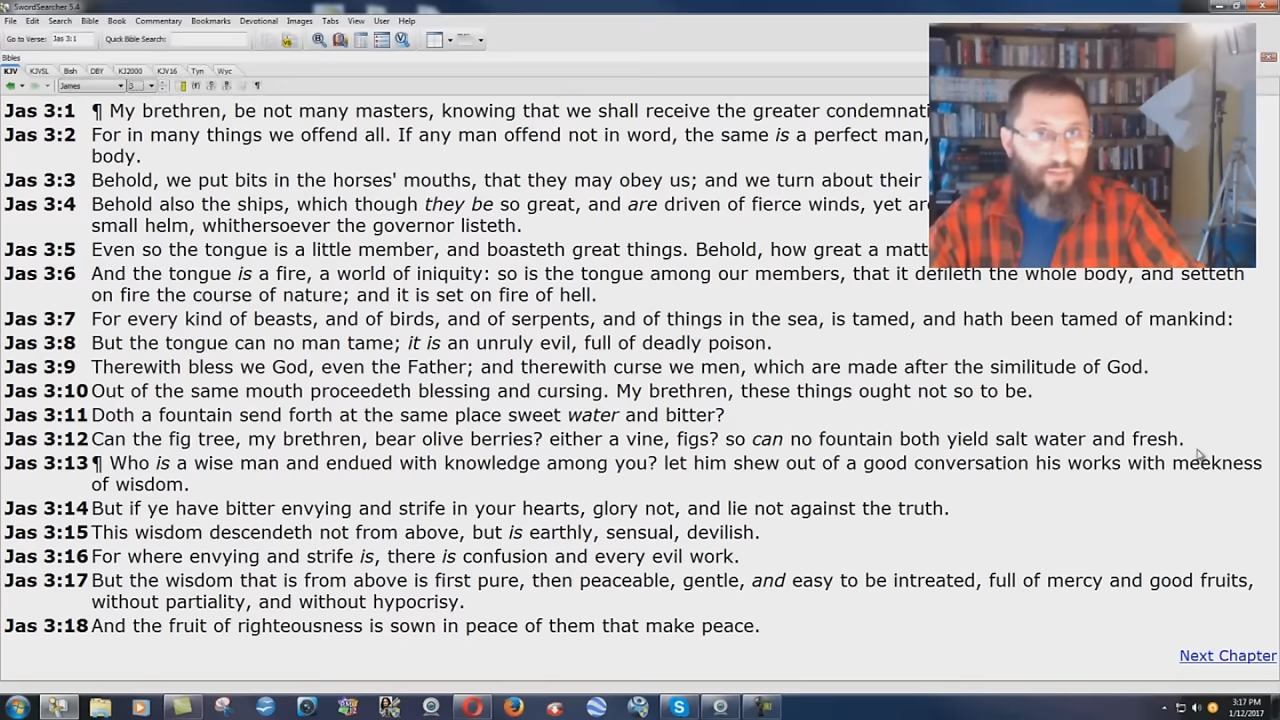 SwordSearcher 5.4
File Edit Search Bible Book Commentary Bookmarks Devotional Images Tabs View User Help
Go to Verse: Jas 3:1 Quick Bible Search:
Bibles
KJV KJVSL Bish DBY KJ2000 KJV16 Tyn Wyc
James 3
Jas 3:1 ¶ My brethren, be not many masters, knowing that we shall receive the greater
Jas 3:2 For in many things we offend all. If any man offend not in word, the same is a perfect man,
body.
Jas 3:3 Behold, we put bits in the horses' mouths, that they may obey us; and we turn about their
Jas 3:4 Behold also the ships, which though they be so great, and are driven of fierce winds, yet
small helm, whithersoever the governor listeth.
Jas 3:5 Even so the tongue is a little member, and boasteth great things. Behold, how great a
Jas 3:6 And the tongue is a fire, a world of iniquity: so is the tongue among our members, that it defileth the whole body, and setteth
on fire the course of nature; and it is set on fire of hell.
Jas 3:7 For every kind of beasts, and of birds, and of serpents, and of things in the sea, is tamed, and hath been tamed of mankind:
Jas 3:8 But the tongue can no man tame; it is an unruly evil, full of deadly poison.
Jas 3:9 Therewith bless we God, even the Father; and therewith curse we men, which are made after the similitude of God.
Jas 3:10 Out of the same mouth proceedeth blessing and cursing. My brethren, these things ought not so to be.
Jas 3:11 Doth a fountain send forth at the same place sweet water and bitter?
Jas 3:12 Can the fig tree, my brethren, bear olive berries? either a vine, figs? so can no fountain both yield salt water and fresh.
Jas 3:13 ¶ Who is a wise man and endued with knowledge among you? let him shew out of a good conversation his works with meekness
of wisdom.
Jas 3:14 But if ye have bitter envying and strife in your hearts, glory not, and lie not against the truth.
Jas 3:15 This wisdom descendeth not from above, but is earthly, sensual, devilish.
Jas 3:16 For where envying and strife is, there is confusion and every evil work.
Jas 3:17 But the wisdom that is from above is first pure, then peaceable, gentle, and easy to be intreated, full of mercy and good fruits,
without partiality, and without hypocrisy.
Jas 3:18 And the fruit of righteousness is sown in peace of them that make peace.
Next Chapter
3:17 PM
1/12/2017